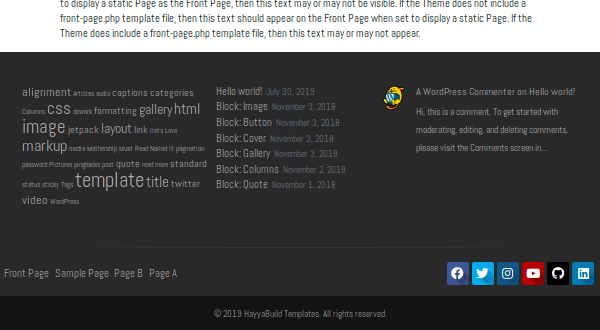 to display a static Page as the Front Page, then this text may or may not be visible. If the Theme does not include a
front-page.php template file, then this text should appear on the Front Page when set to display a static Page. If the
Theme does include a front-page.php template file, then this text may or may not appear.
alignment Articles audio captions categories
Columns css dowork formatting gallery html
image jetpack layout link lists Love
markup media Mothership Must Read Nailed It pagination
password Pictures pingbacks post quote read more standard
status sticky Tags template title twitter
video WordPress
Hello world! July 30, 2019
Block: Image November 3, 2018
Block: Button November 3, 2018
Block: Cover November 3, 2018
Block: Gallery November 3, 2018
Block: Columns November 2, 2018
Block: Quote November 1, 2018
A WordPress Commenter on Hello world!
Hi, this is a comment. To get started with
moderating, editing, and deleting comments,
please visit the Comments screen in...
Front Page Sample Page Page B Page A
© 2019 HayyaBuild Templates. All rights reserved.